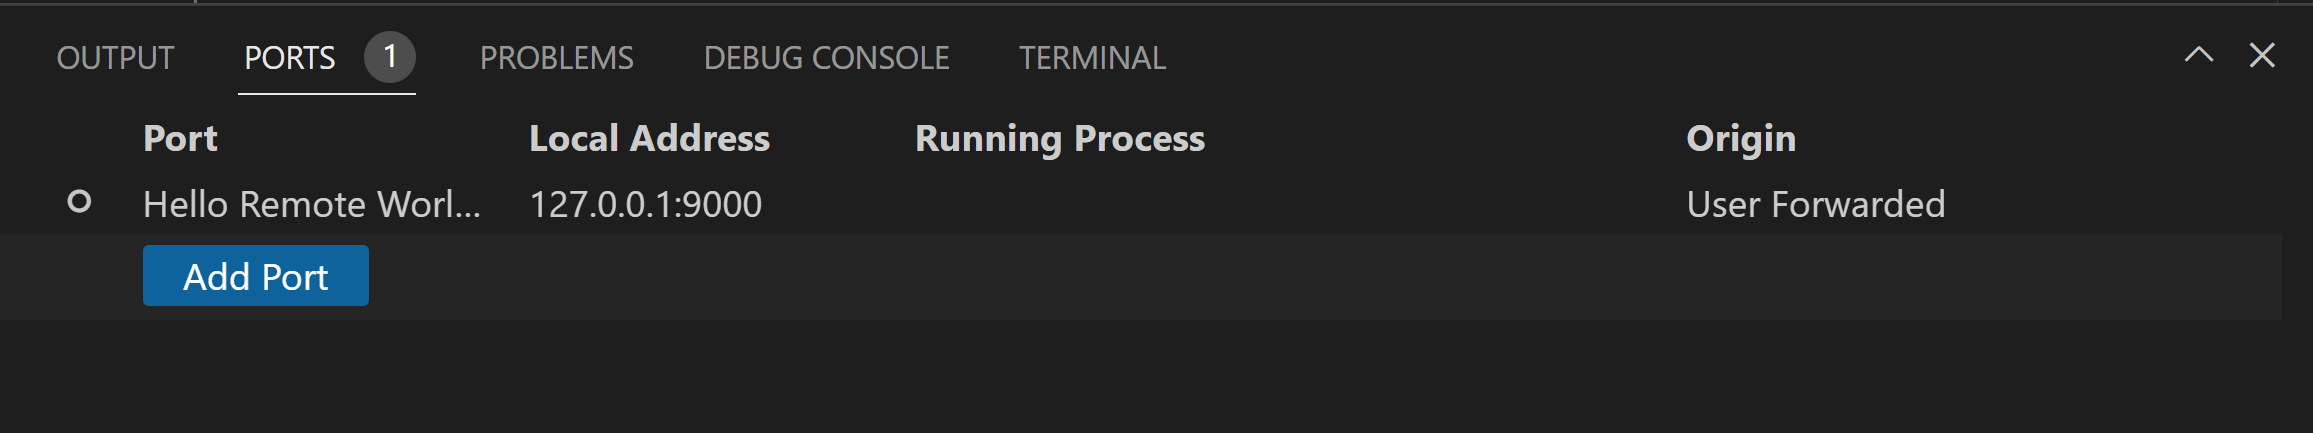 OUTPUT PORTS 1 PROBLEMS DEBUG CONSOLE TERMINAL
Port Local Address Running Process Origin
Hello Remote Worl... 127.0.0.1:9000 User Forwarded
Add Port